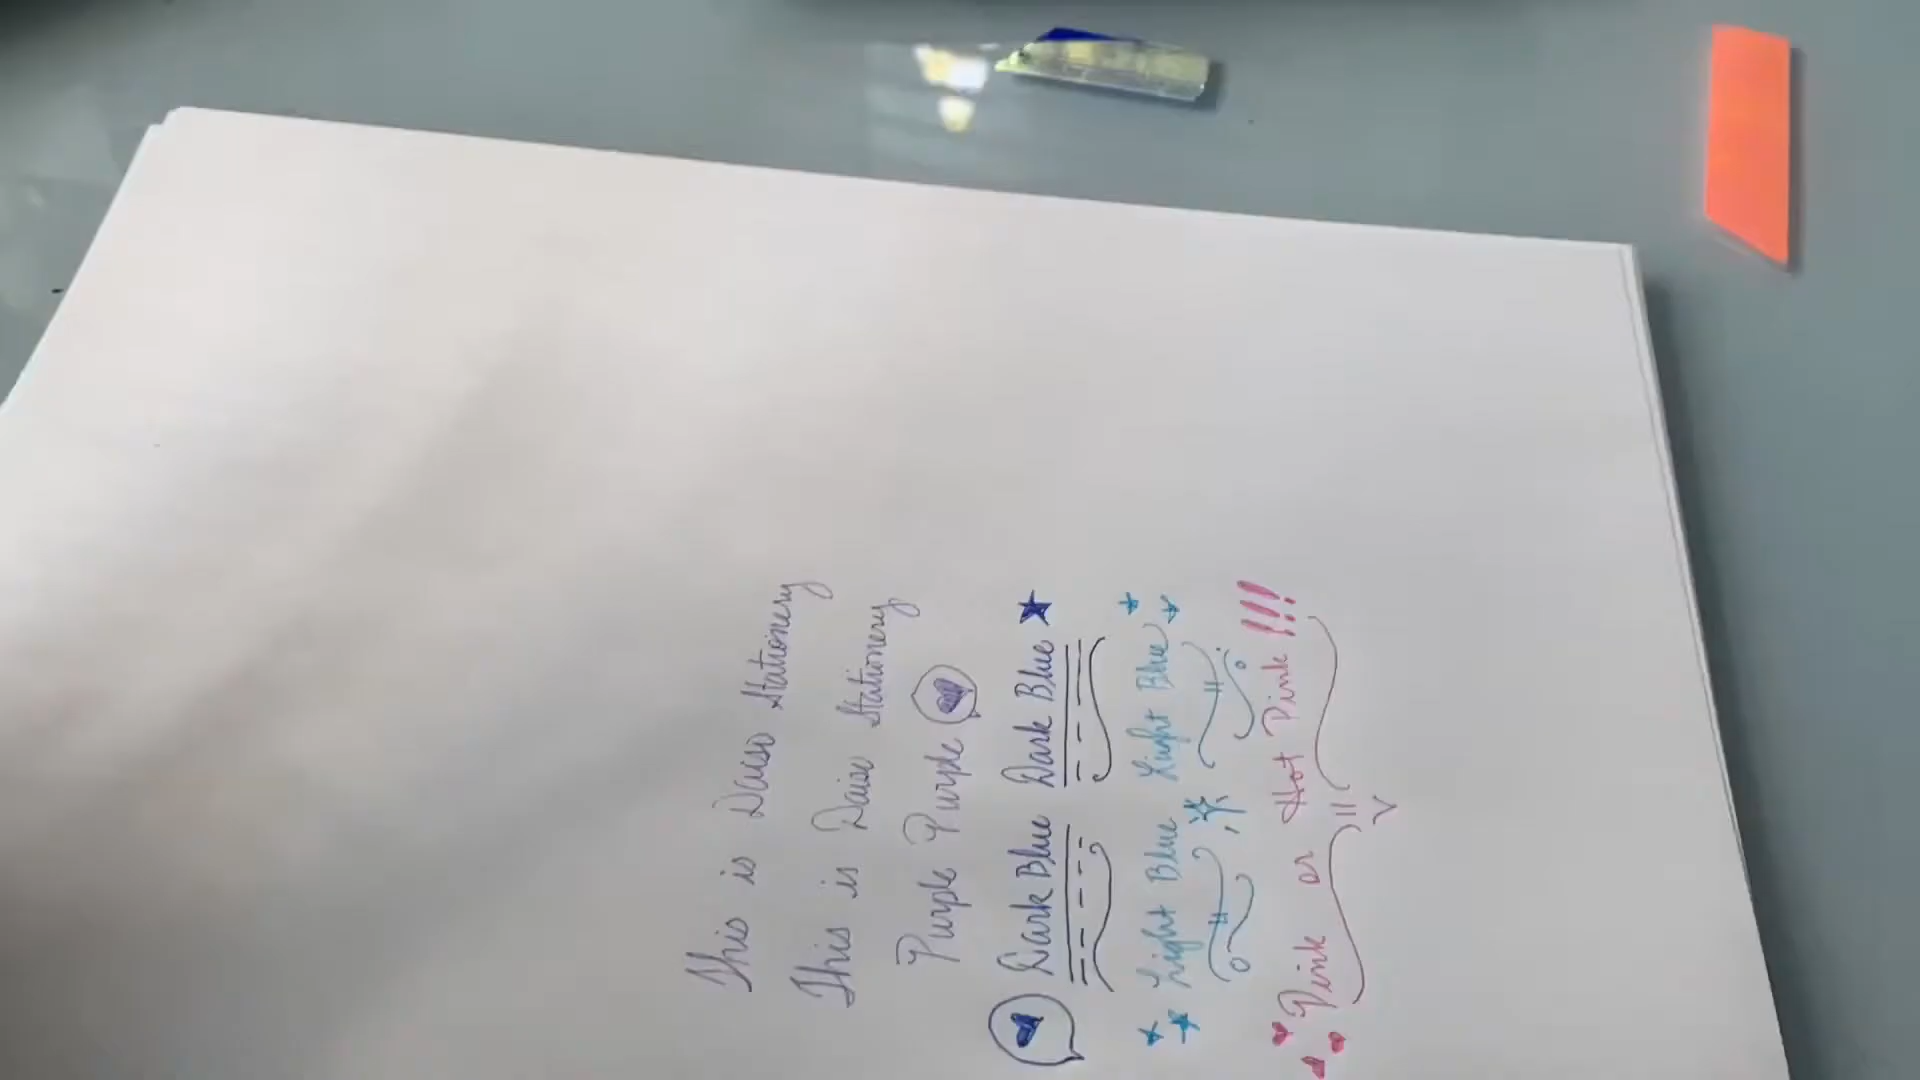 This is Daiso Stationery
This is Daiso Stationery
Purple Purple
Dark Blue Dark Blue
Light Blue Light Blue
Pink or Hot Pink !!!